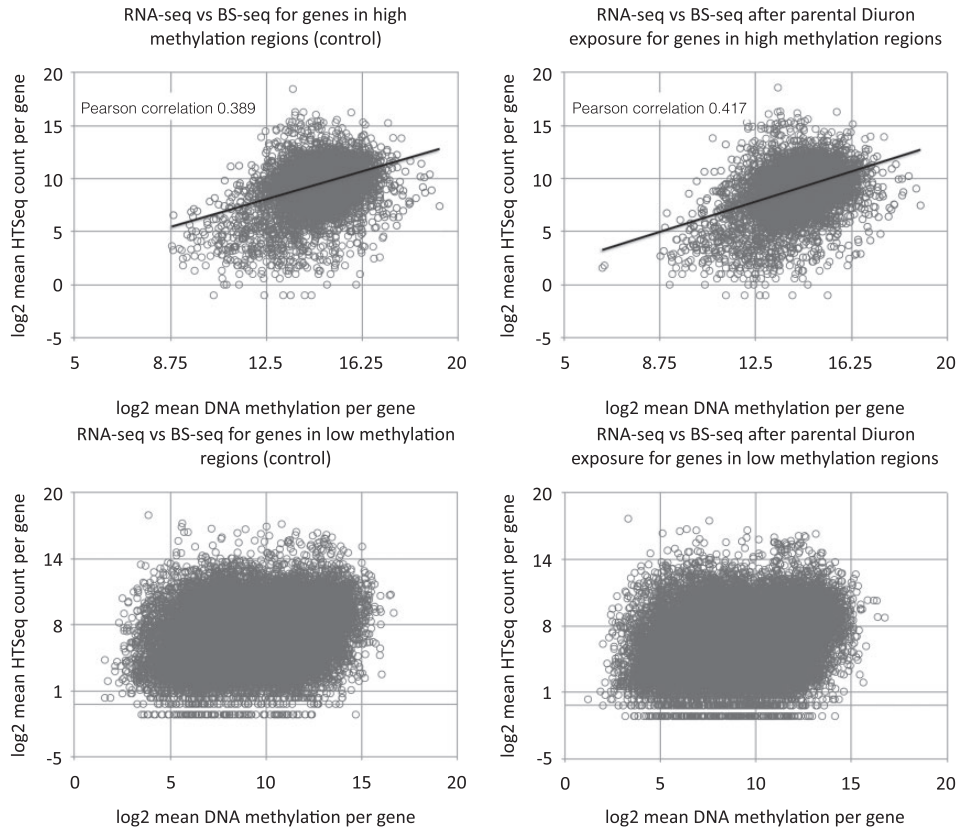 RNA-seq vs BS-seq for genes in high
methylation regions (control)
log2 mean HTSeq count per gene
20
15
10
5
0
-5
Pearson correlation 0.389
5 8.75 12.5 16.25 20
log2 mean DNA methylation per gene
RNA-seq vs BS-seq after parental Diuron
exposure for genes in high methylation regions
log2 mean HTSeq count per gene
20
15
10
5
0
-5
Pearson correlation 0.417
5 8.75 12.5 16.25 20
log2 mean DNA methylation per gene
RNA-seq vs BS-seq for genes in low methylation
regions (control)
log2 mean HTSeq count per gene
20
14
8
1
-5
0 5 10 15 20
log2 mean DNA methylation per gene
RNA-seq vs BS-seq after parental Diuron
exposure for genes in low methylation regions
log2 mean HTSeq count per gene
20
14
8
1
-5
0 5 10 15 20
log2 mean DNA methylation per gene